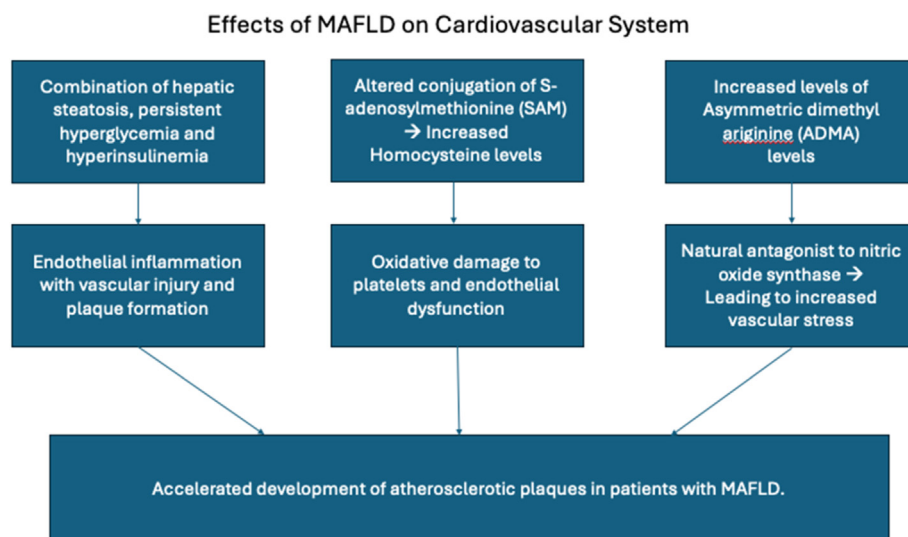 Effects of MAFLD on Cardiovascular System
Combination of hepatic
steatosis, persistent
hyperglycemia and
hyperinsulinemia
Altered conjugation of S-
adenosylmethionine (SAM)
→ Increased
Homocysteine levels
Increased levels of
Asymmetric dimethyl
ariginine (ADMA)
levels
Endothelial inflammation
with vascular injury and
plaque formation
Oxidative damage to
platelets and endothelial
dysfunction
Natural antagonist to nitric
oxide synthase →
Leading to increased
vascular stress
Accelerated development of atherosclerotic plaques in patients with MAFLD.